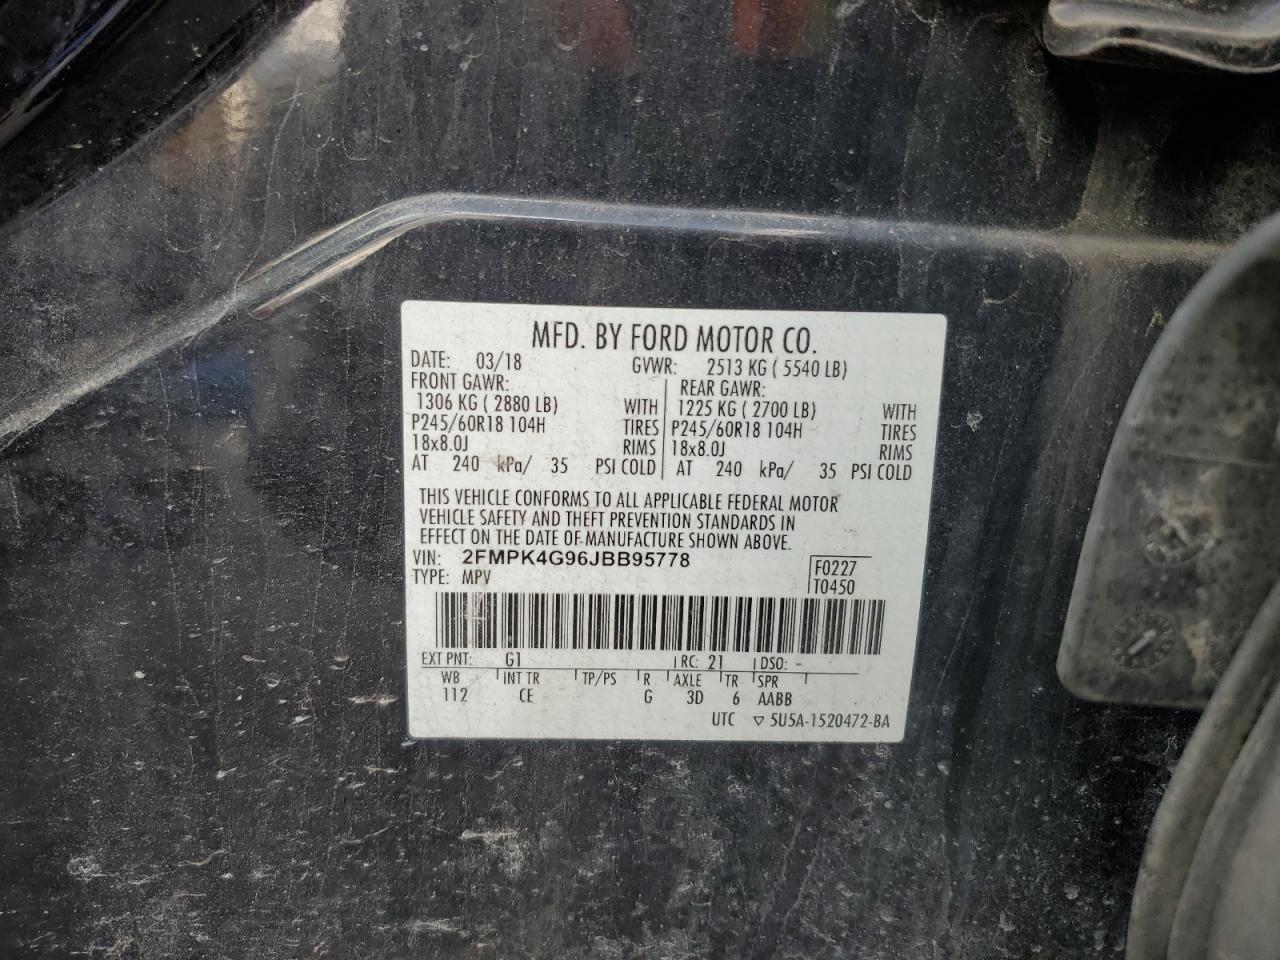 MFD. BY FORD MOTOR CO.
DATE: 03/18 GVWR: 2513 KG ( 5540 LB)
FRONT GAWR: REAR GAWR:
1306 KG ( 2880 LB) WITH 1225 KG ( 2700 LB) WITH
P245/60R18 104H TIRES P245/60R18 104H TIRES
18x8.0J RIMS 18x8.0J RIMS
AT 240 kPa/ 35 PSI COLD AT 240 kPa/ 35 PSI COLD
THIS VEHICLE CONFORMS TO ALL APPLICABLE FEDERAL MOTOR
VEHICLE SAFETY AND THEFT PREVENTION STANDARDS IN
EFFECT ON THE DATE OF MANUFACTURE SHOWN ABOVE.
VIN: 2FMPK4G96JBB95778 F0227
TYPE: MPV T0450
EXT PNT: G1 RC: 21 DSO: -
WB INT TR TP/PS R AXLE TR SPR
112 CE G 3D 6 AABB
UTC ▽ 5U5A-1520472-BA